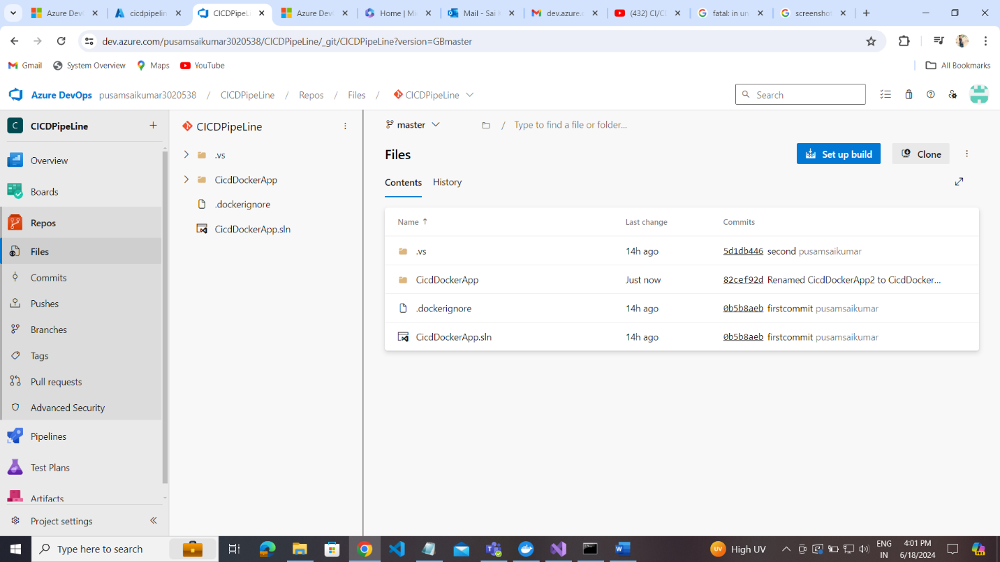 Azure Dev
cicdpipelin
CICDPipeLi
Azure Dev
Home | Mi
Mail - Sai
dev.azure.c
(432) CI/CD
fatal: in un
screenshot
dev.azure.com/pusamsaikumar3020538/CICDPipeLine/_git/CICDPipeLine?version=GBmaster
Gmail System Overview Maps YouTube All Bookmarks
Azure DevOps pusamsaikumar3020538 / CICDPipeLine / Repos / Files / CICDPipeLine Search
C CICDPipeLine +
Overview
Boards
Repos
Files
Commits
Pushes
Branches
Tags
Pull requests
Advanced Security
Pipelines
Test Plans
Artifacts
Project settings
CICDPipeLine
.vs
CicdDockerApp
.dockerignore
CicdDockerApp.sln
master / Type to find a file or folder...
Files Set up build Clone
Contents History
Name ↑ Last change Commits
.vs 14h ago 5d1db446 second pusamsaikumar
CicdDockerApp Just now 82cef92d Renamed CicdDockerApp2 to CicdDocker...
.dockerignore 14h ago 0b5b8aeb firstcommit pusamsaikumar
CicdDockerApp.sln 14h ago 0b5b8aeb firstcommit pusamsaikumar
Type here to search
UV High UV
ENG
IN
4:01 PM
6/18/2024